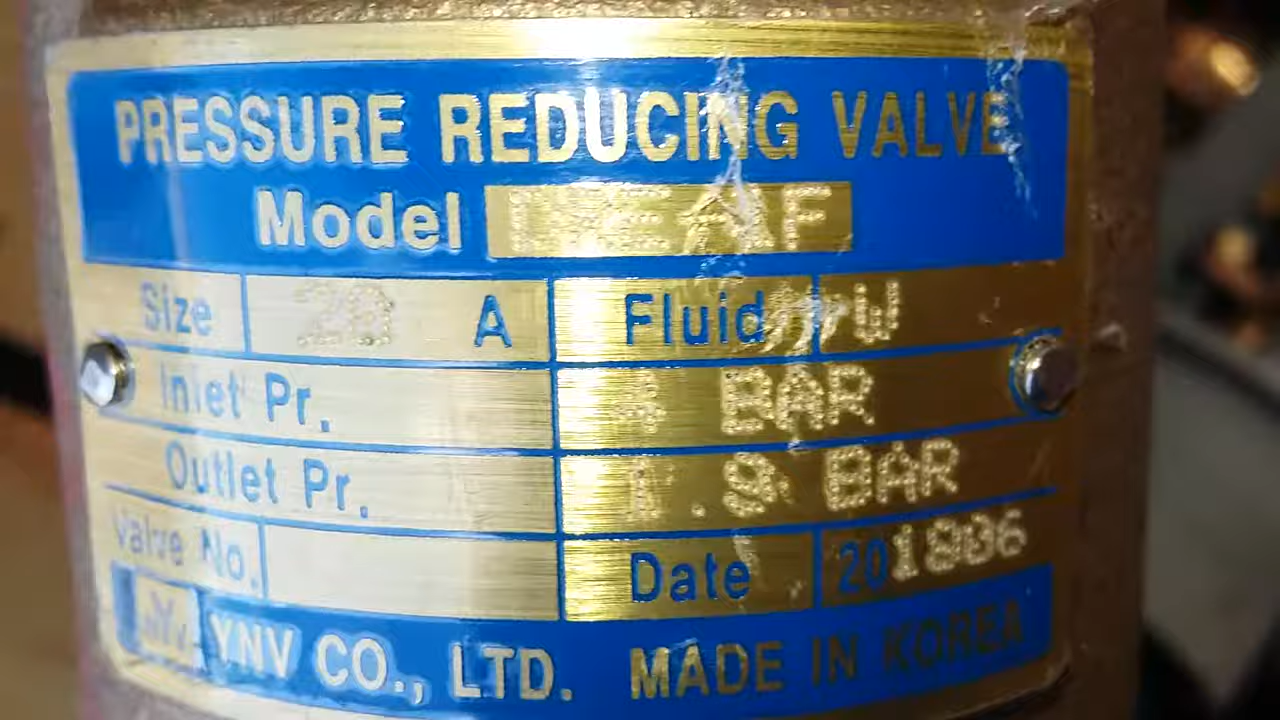 PRESSURE REDUCING VALVE
Model
Size A Fluid W
Inlet Pr. 4 BAR
Outlet Pr. BAR
Valve No. Date 201806
YNV CO., LTD. MADE IN KOREA